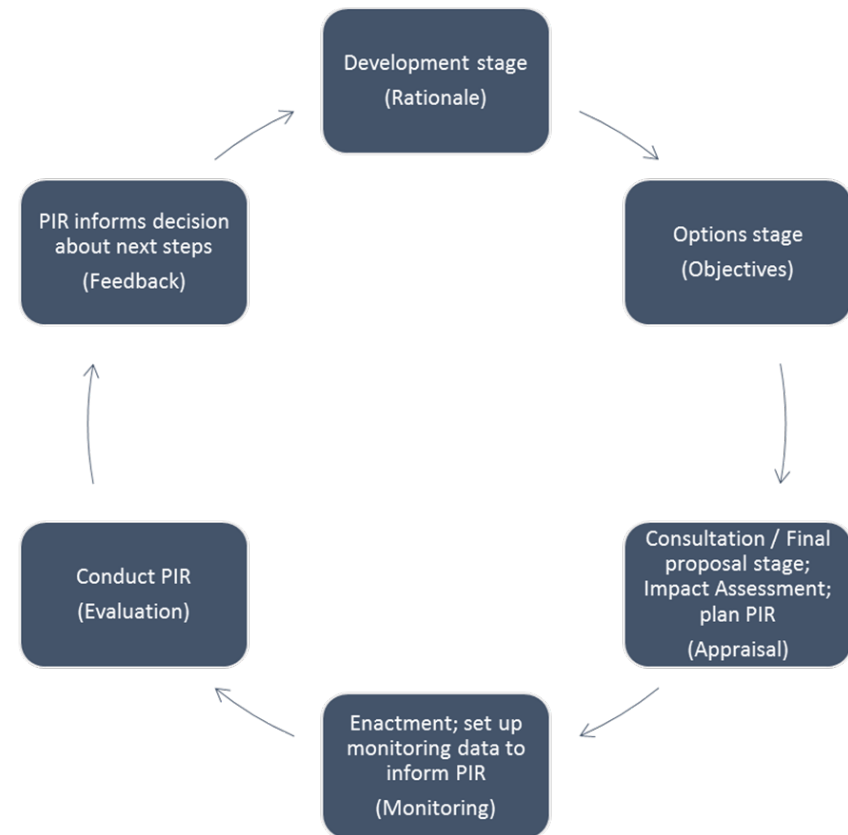 Development stage
(Rationale)
Options stage
(Objectives)
Consultation / Final
proposal stage;
Impact Assessment;
plan PIR
(Appraisal)
Enactment; set up
monitoring data to
inform PIR
(Monitoring)
Conduct PIR
(Evaluation)
PIR informs decision
about next steps
(Feedback)